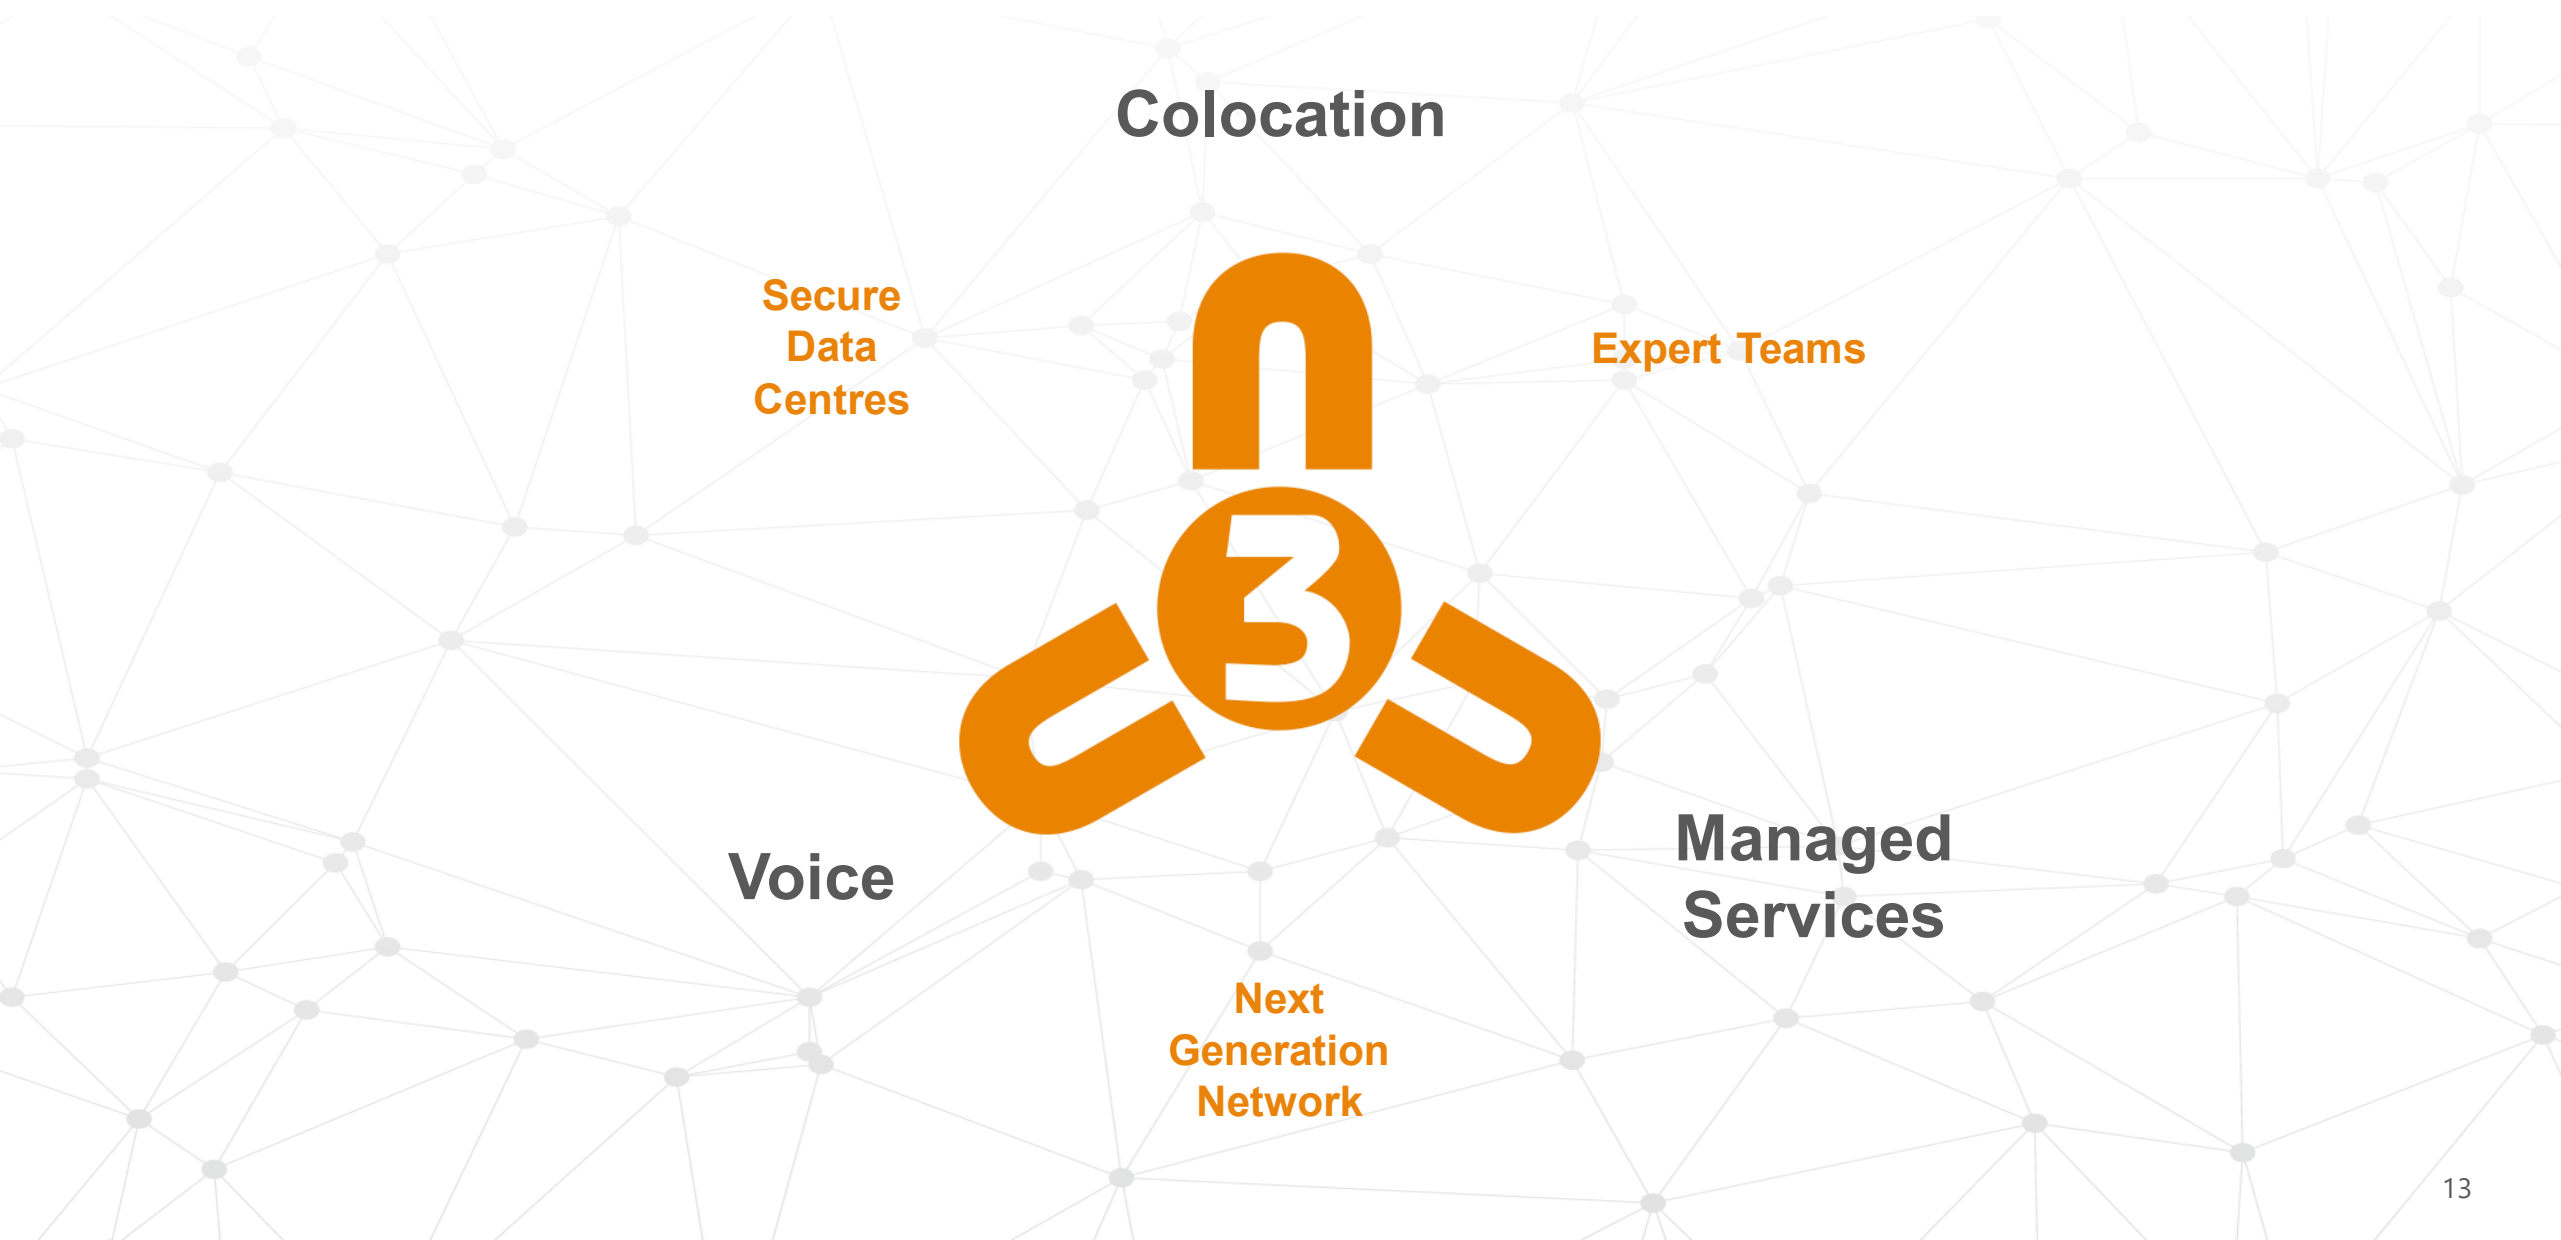 Colocation
Secure
Data
Centres
Expert Teams
3
Voice
Managed
Services
Next
Generation
Network
13